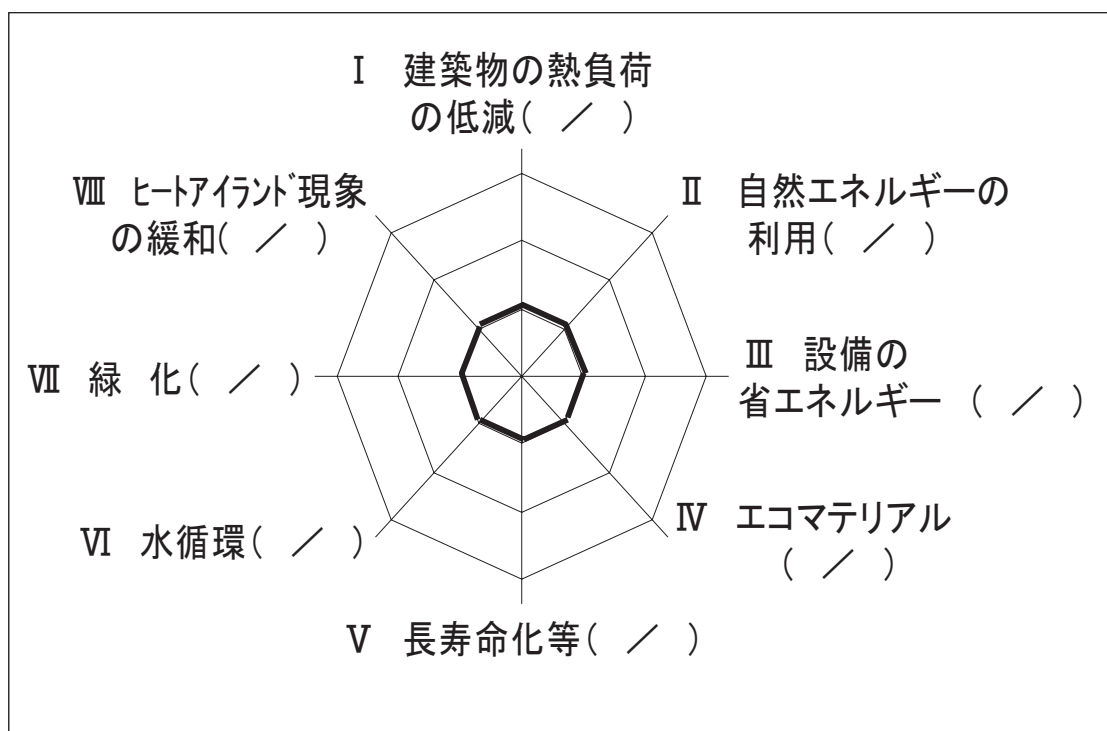 Ⅰ 建築物の熱負荷
の低減( ／ )
Ⅱ 自然エネルギーの
利用( ／ )
Ⅲ 設備の
省エネルギー ( ／ )
Ⅳ エコマテリアル
( ／ )
Ⅴ 長寿命化等( ／ )
Ⅵ 水循環( ／ )
Ⅶ 緑 化( ／ )
Ⅷ ﾋｰﾄｱｲﾗﾝﾄﾞ現象
の緩和( ／ )